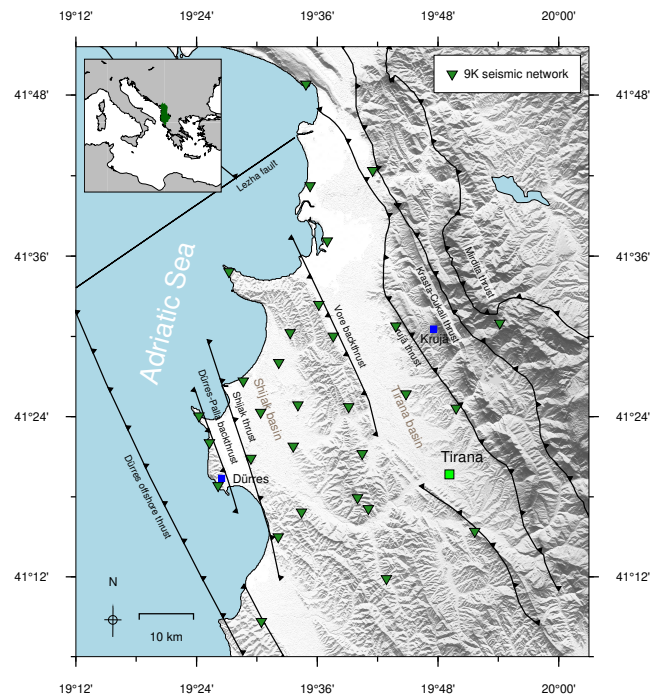 19°12'
19°24'
19°36'
19°48'
20°00'
9K seismic network
41°48'
41°48'
Lezha fault
41°36'
41°36'
Adriatic Sea
Mirdita thrust
Krasta-Cukali thrust
Kruja thrust
Kruja
Vore backthrust
Shijak basin
Shijak thrust
Dürres-Palla backthrust
Tirana basin
41°24'
41°24'
Tirana
Dürres
Dürres offshore thrust
41°12'
41°12'
N
10 km
19°12'
19°24'
19°36'
19°48'
20°00'